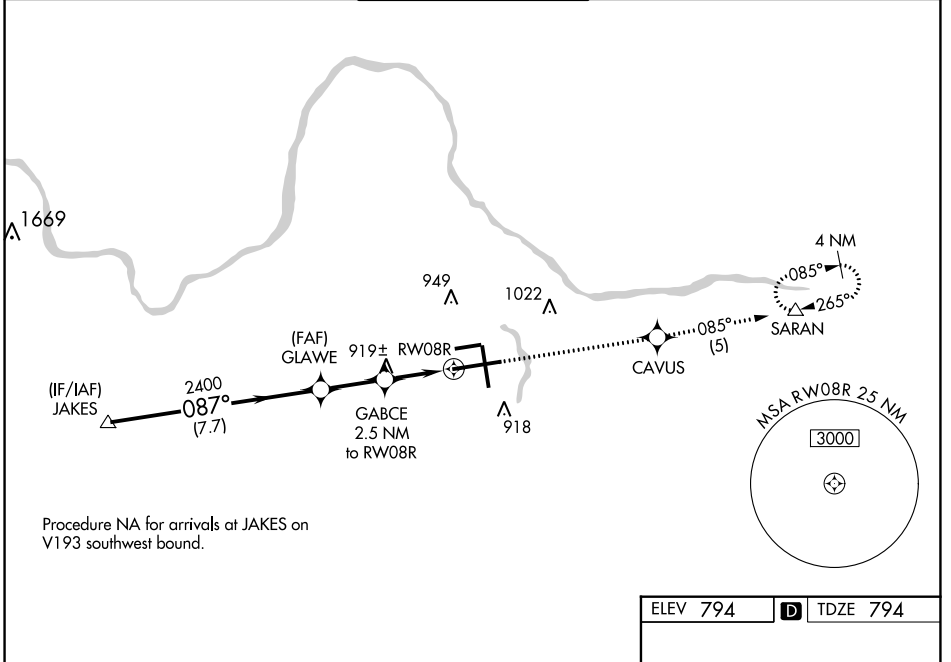 1669
4 NM
085°
265°
SARAN
949
1022
085°
(5)
CAVUS
(FAF)
GLAWE
919±
RW08R
(IF/IAF)
JAKES
2400
087°
(7.7)
GABCE
2.5 NM
to RW08R
918
MSA RW08R 25 NM
3000
Procedure NA for arrivals at JAKES on
V193 southwest bound.
ELEV 794 D TDZE 794